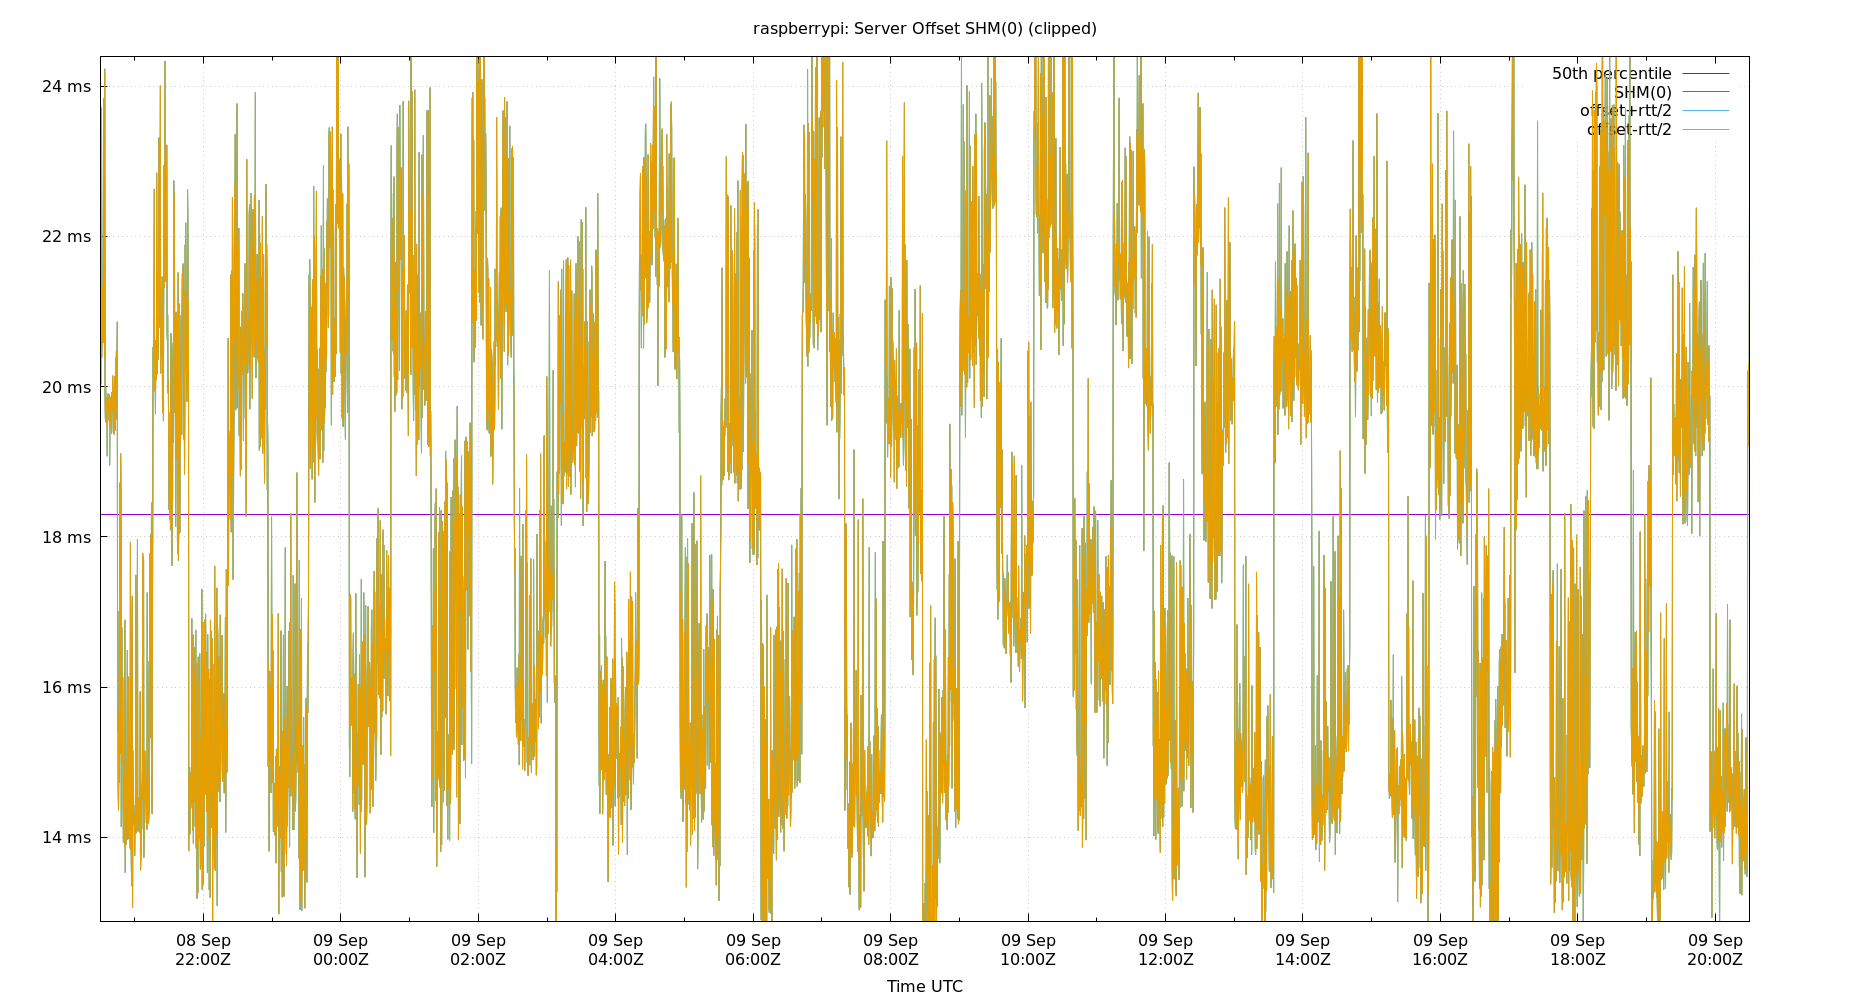 raspberrypi: Server Offset SHM(0) (clipped)
50th percentile
SHM(0)
offset+rtt/2
offset-rtt/2
24 ms
22 ms
20 ms
18 ms
16 ms
14 ms
08 Sep 09 Sep 09 Sep 09 Sep 09 Sep 09 Sep 09 Sep 09 Sep 09 Sep 09 Sep 09 Sep 09 Sep
22:00Z 00:00Z 02:00Z 04:00Z 06:00Z 08:00Z 10:00Z 12:00Z 14:00Z 16:00Z 18:00Z 20:00Z
Time UTC